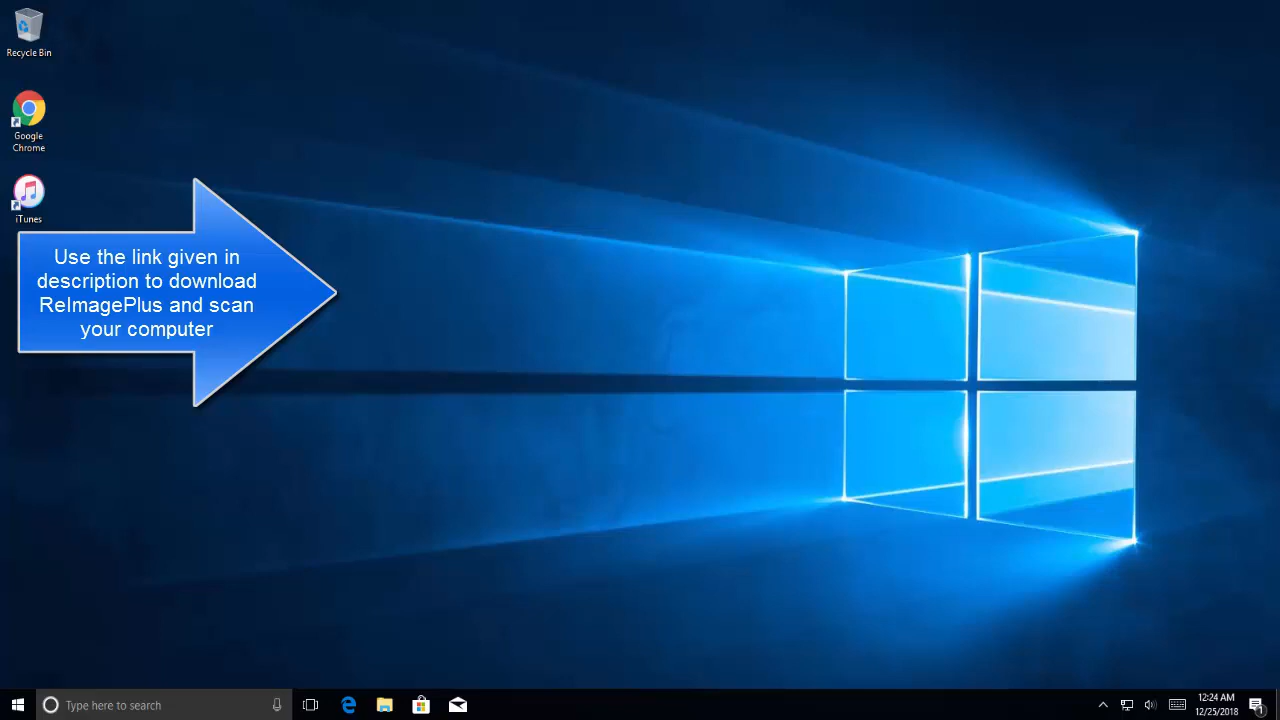 Recycle Bin
Google
Chrome
iTunes
Use the link given in
description to download
ReImagePlus and scan
your computer
Type here to search
12:24 AM
12/25/2018
1